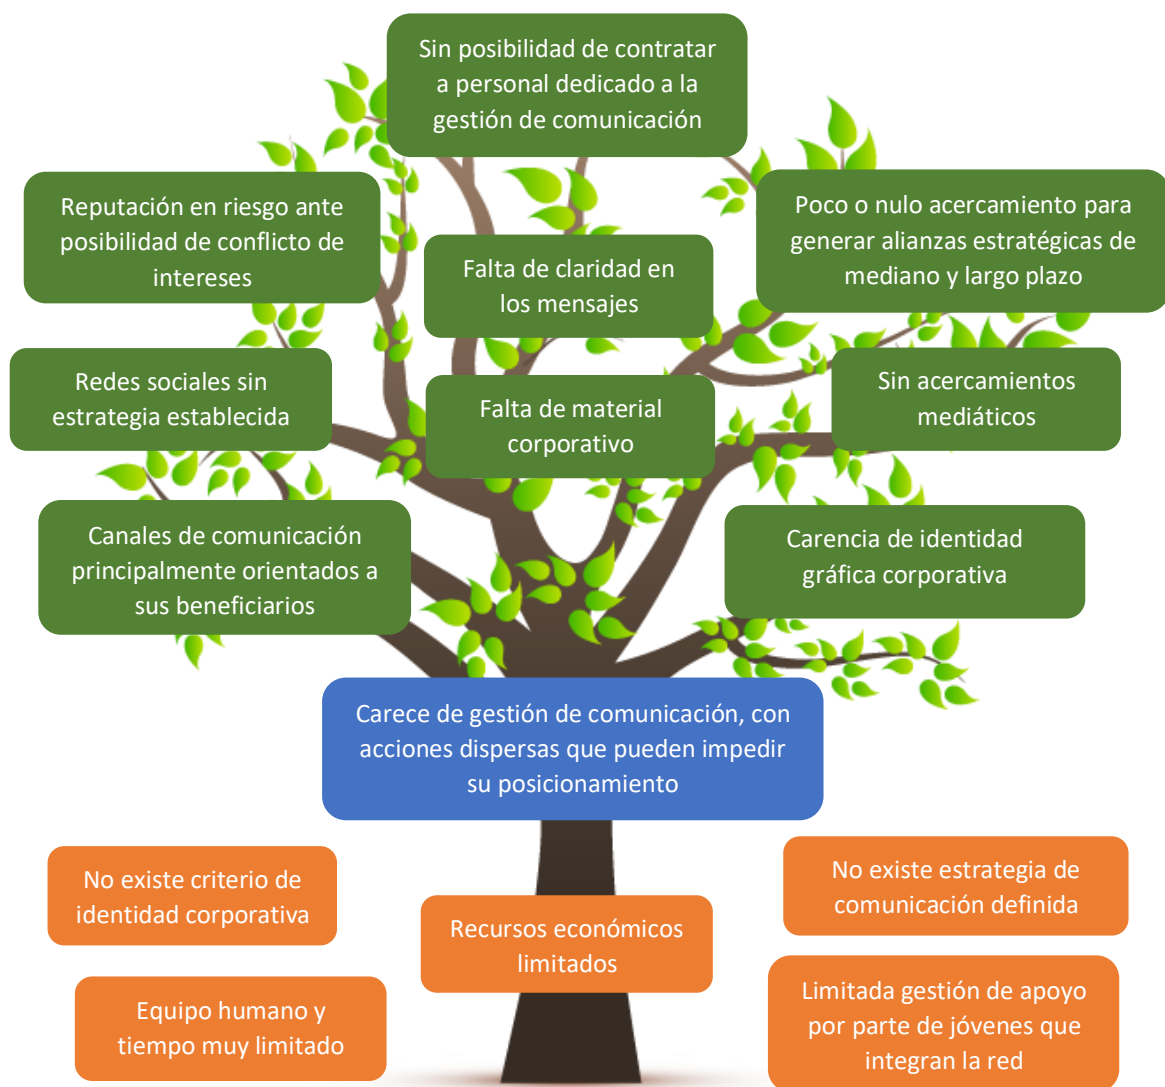 Sin posibilidad de contratar
a personal dedicado a la
gestión de comunicación
Reputación en riesgo ante
posibilidad de conflicto de
intereses
Falta de claridad en
los mensajes
Poco o nulo acercamiento para
generar alianzas estratégicas de
mediano y largo plazo
Redes sociales sin
estrategia establecida
Falta de material
corporativo
Sin acercamientos
mediáticos
Canales de comunicación
principalmente orientados a
sus beneficiarios
Carencia de identidad
gráfica corporativa
Carece de gestión de comunicación, con
acciones dispersas que pueden impedir
su posicionamiento
No existe criterio de
identidad corporativa
Recursos económicos
limitados
No existe estrategia de
comunicación definida
Equipo humano y
tiempo muy limitado
Limitada gestión de apoyo
por parte de jóvenes que
integran la red